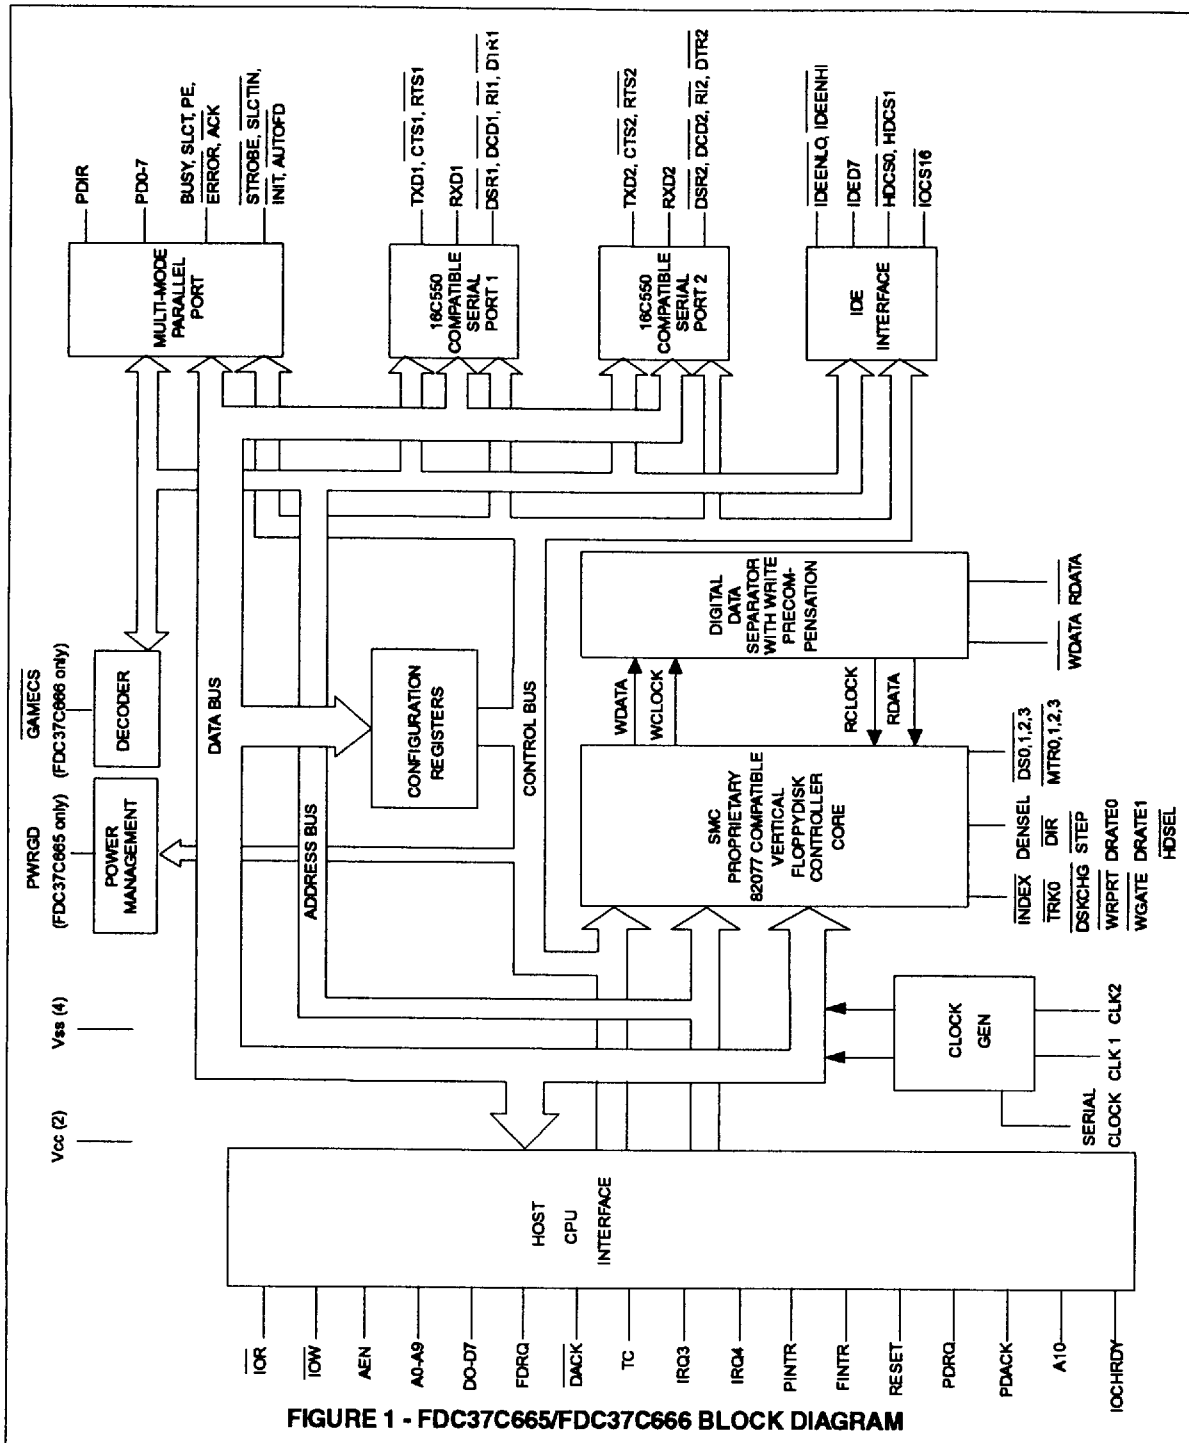 PWRGD
(FDC37C665 only)
GAMECS
(FDC37C666 only)
Vcc (2)
Vss (4)
POWER
MANAGEMENT
DECODER
PDIR
PD0-7
BUSY, SLCT, PE,
ERROR, ACK
STROBE, SLCTIN,
INIT, AUTOFD
MULTI-MODE
PARALLEL
PORT
DATA BUS
ADDRESS BUS
CONFIGURATION
REGISTERS
CONTROL BUS
TXD1, CTS1, RTS1
RXD1
DSR1, DCD1, RI1, DTR1
16C550
COMPATIBLE
SERIAL
PORT 1
TXD2, CTS2, RTS2
RXD2
DSR2, DCD2, RI2, DTR2
16C550
COMPATIBLE
SERIAL
PORT 2
IDEENLO, IDEENHI
IDED7
HDCS0, HDCS1
IOCS16
IDE
INTERFACE
HOST
CPU
INTERFACE
IOR
IOW
AEN
A0-A9
DO-D7
FDRQ
DACK
TC
IRQ3
IRQ4
PINTR
FINTR
RESET
PDRQ
PDACK
A10
IOCHRDY
SMC
PROPRIETARY
82077 COMPATIBLE
VERTICAL
FLOPPYDISK
CONTROLLER
CORE
WDATA
WCLOCK
RCLOCK
RDATA
DIGITAL
DATA
SEPARATOR
WITH WRITE
PRECOM-
PENSATION
WDATA RDATA
CLOCK
GEN
SERIAL
CLOCK CLK1 CLK2
INDEX DENSEL DS0,1,2,3
TRK0 DIR MTR0,1,2,3
DSKCHG STEP
WRPRT DRATE0
WGATE DRATE1
HDSEL
FIGURE 1 - FDC37C665/FDC37C666 BLOCK DIAGRAM